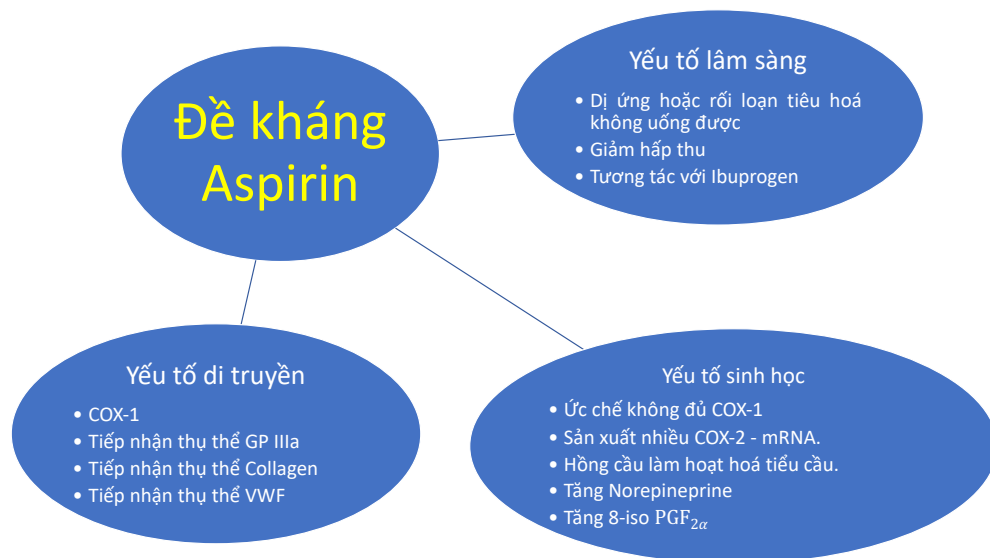 Đề kháng
Aspirin
Yếu tố lâm sàng
• Dị ứng hoặc rối loạn tiêu hoá
không uống được
• Giảm hấp thu
• Tương tác với Ibuprogen
Yếu tố di truyền
• COX-1
• Tiếp nhận thụ thể GP IIIa
• Tiếp nhận thụ thể Collagen
• Tiếp nhận thụ thể VWF
Yếu tố sinh học
• Ức chế không đủ COX-1
• Sản xuất nhiều COX-2 - mRNA.
• Hồng cầu làm hoạt hoá tiểu cầu.
• Tăng Norepineprine
• Tăng 8-iso PGF₂α